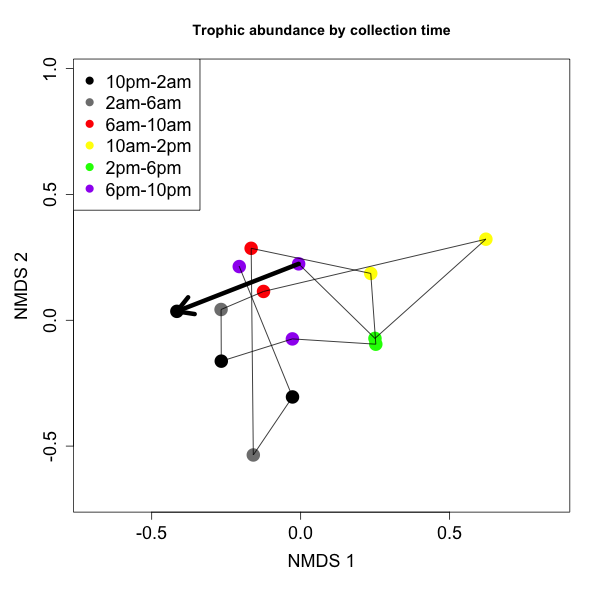 Trophic abundance by collection time
10pm-2am
2am-6am
6am-10am
10am-2pm
2pm-6pm
6pm-10pm
1.0
0.5
0.0
-0.5
NMDS 2
-0.5
0.0
0.5
NMDS 1